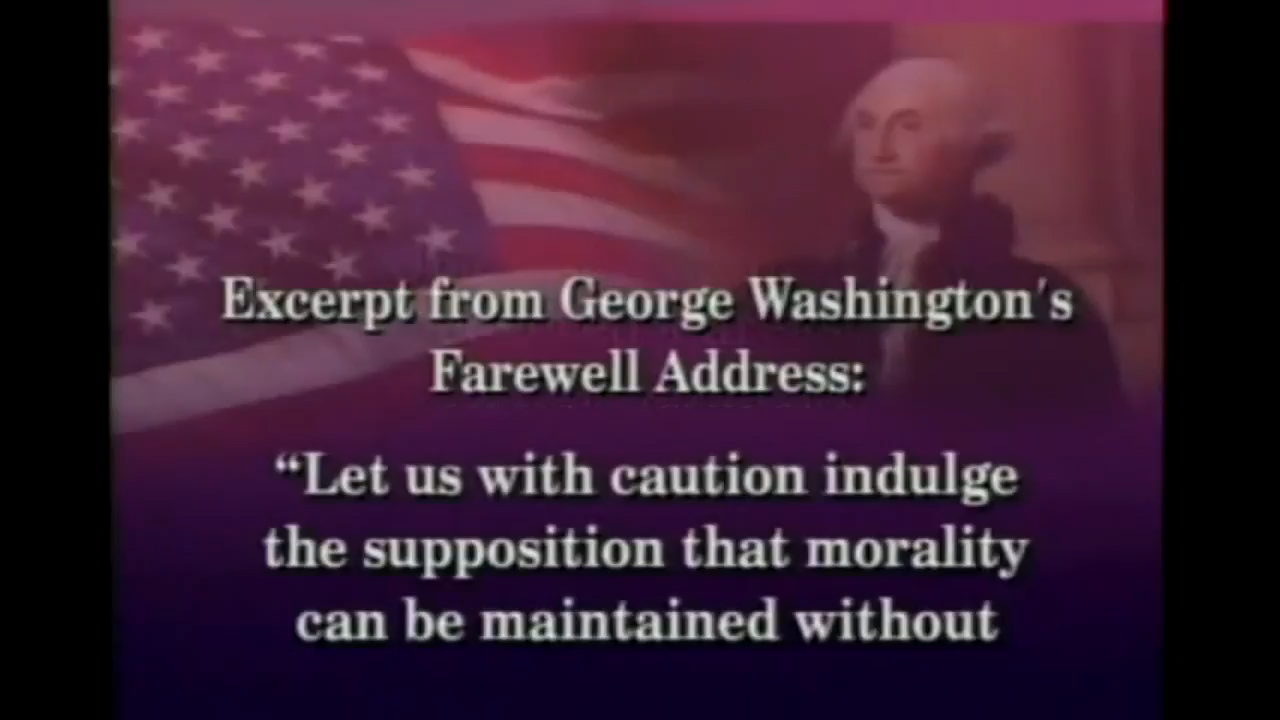 Excerpt from George Washington's
Farewell Address:
“Let us with caution indulge
the supposition that morality
can be maintained without